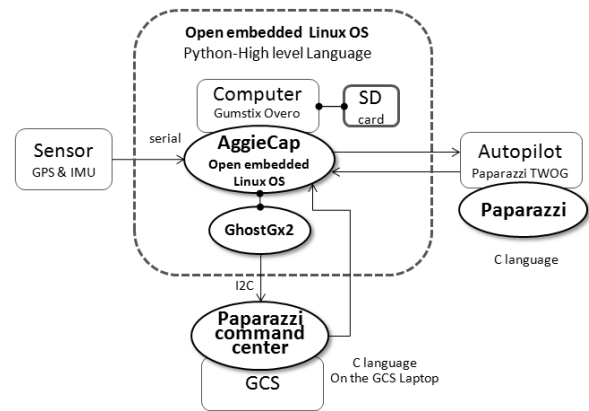 Open embedded Linux OS
Python-High level Language
Computer
Gumstix Overo
SD
card
serial
AggieCap
Open embedded
Linux OS
Sensor
GPS & IMU
Autopilot
Paparazzi TWOG
Paparazzi
C language
GhostGx2
I2C
Paparazzi
command
center
GCS
C language
On the GCS Laptop